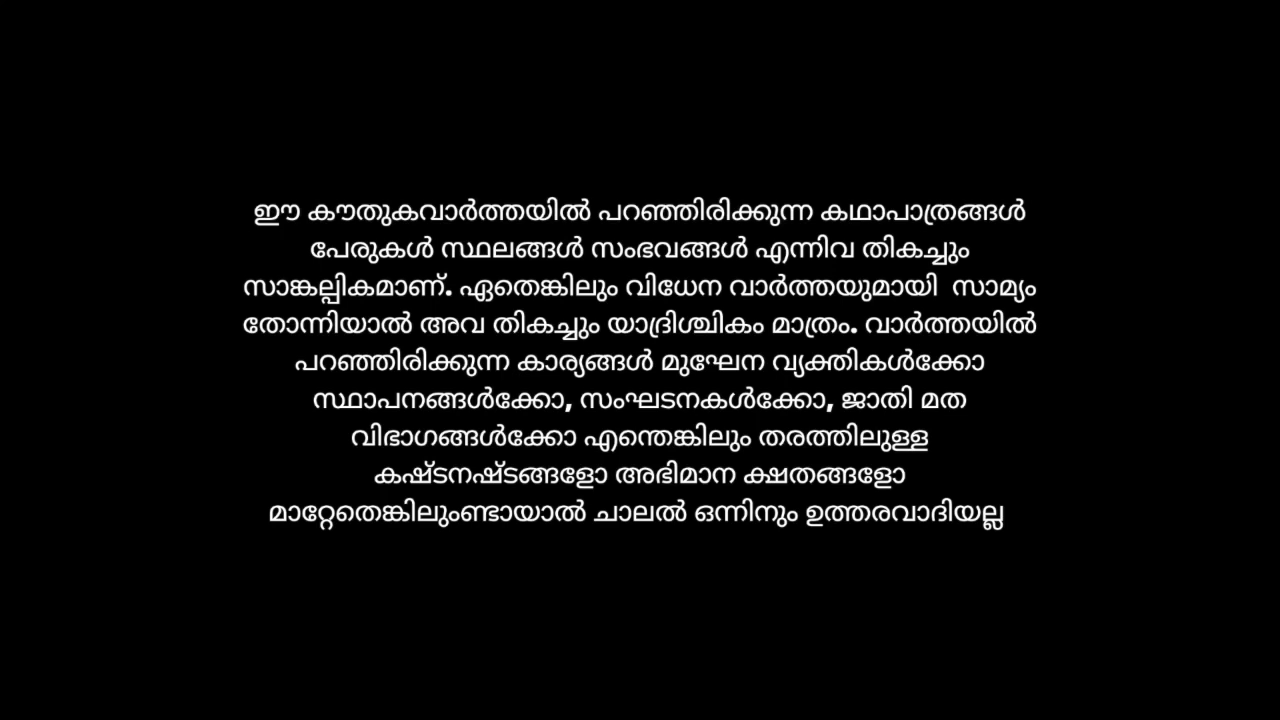 ഈ കൗതുകവാർത്തയിൽ പറഞ്ഞിരിക്കുന്ന കഥാപാത്രങ്ങൾ
പേരുകൾ സ്ഥലങ്ങൾ സംഭവങ്ങൾ എന്നിവ തികച്ചും
സാങ്കല്പികമാണ്. ഏതെങ്കിലും വിധേന വാർത്തയുമായി  സാമ്യം
തോന്നിയാൽ അവ തികച്ചും യാദ്രിശ്ചികം മാത്രം. വാർത്തയിൽ
പറഞ്ഞിരിക്കുന്ന കാര്യങ്ങൾ മുഘേന വ്യക്തികൾക്കോ
സ്ഥാപനങ്ങൾക്കോ, സംഘടനകൾക്കോ, ജാതി മത
വിഭാഗങ്ങൾക്കോ എന്തെങ്കിലും തരത്തിലുള്ള
കഷ്ടനഷ്ടങ്ങളോ അഭിമാന ക്ഷതങ്ങളോ
മാറ്റേതെങ്കിലുംണ്ടായാൽ ചാലൽ ഒന്നിനും ഉത്തരവാദിയല്ല